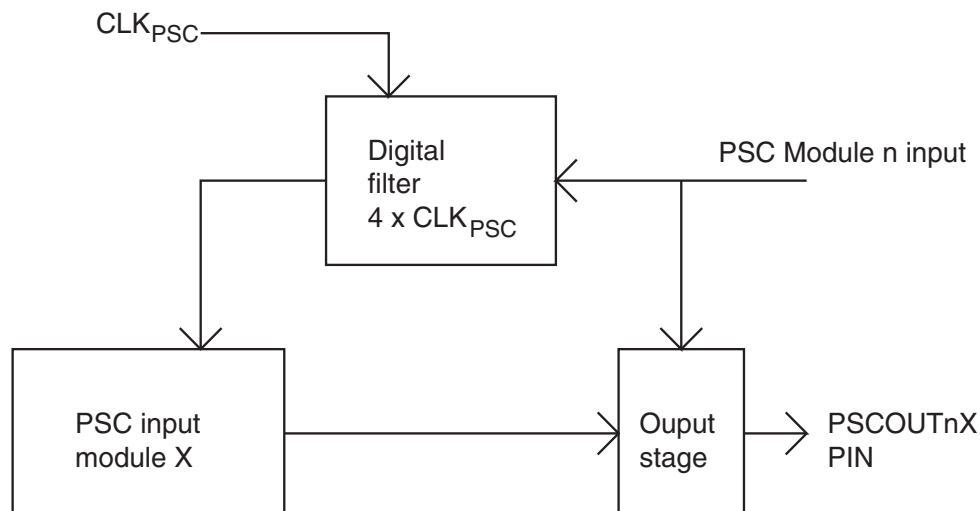 CLKPSC
Digital
filter
4 x CLKPSC
PSC Module n input
PSC input
module X
Ouput
stage
PSCOUTnX
PIN